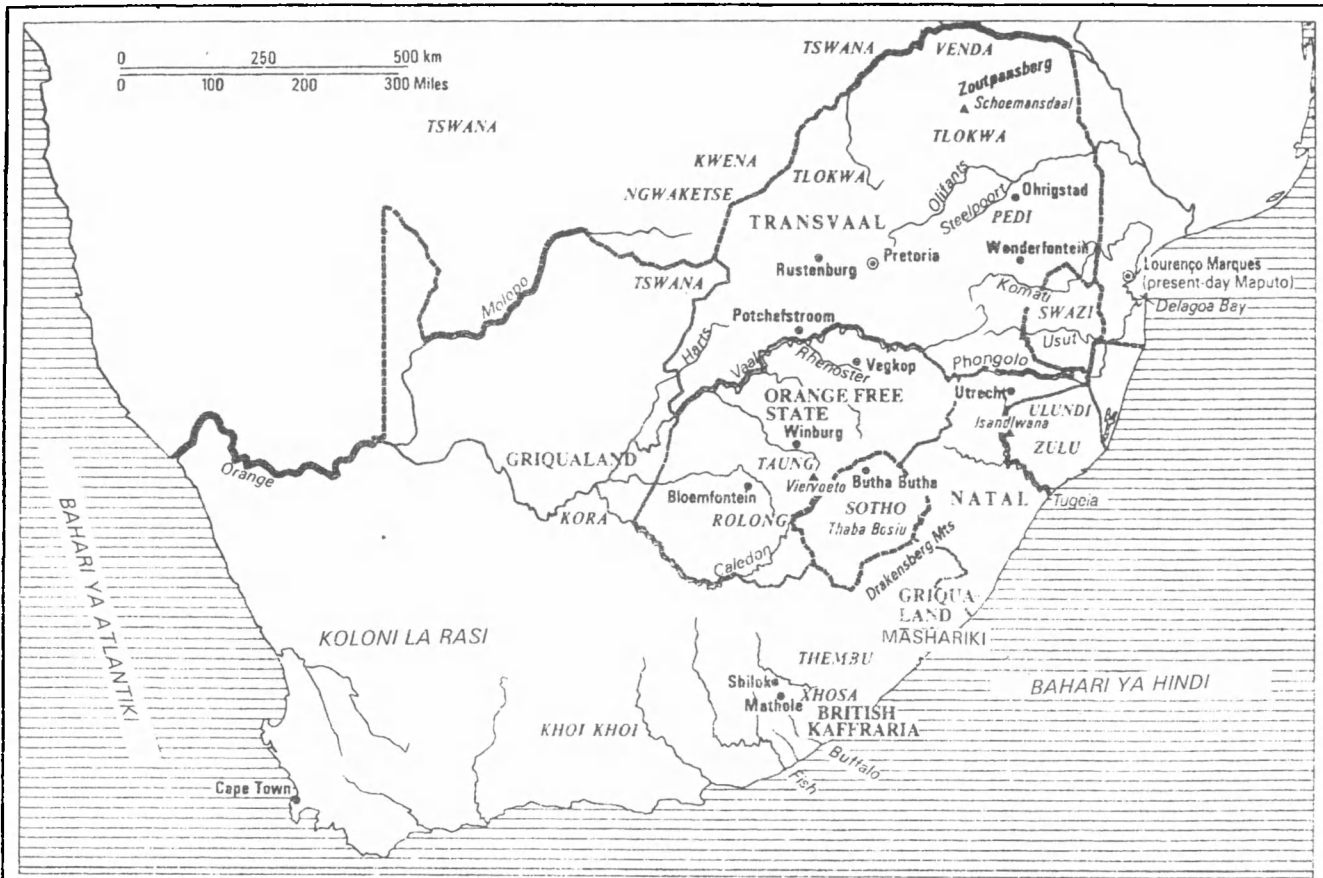 0 250 500 km
0 100 200 300 Miles
TSWANA
VENDA
Zoutpansberg
Schoemansdaal
TSWANA
TLOKWA
KWENA
TLOKWA
NGWAKETSE
Olifants
Steelpoort
Ohrigstad
PEDI
TRANSVAAL
Pretoria
Wonderfontein
Rustenburg
Lourenço Marques
(present-day Maputo)
Delagoa Bay
TSWANA
Komati
SWAZI
Usut
Molopo
Potchefstroom
Harts
Vaal
Rhenoster
Vegkop
Phongolo
Utrecht
ORANGE FREE
STATE
ULUNDI
Isandlwana
ZULU
Winburg
GRIQUALAND
TAUNG
Viervoeto
Butha Butha
Orange
Bloemfontein
SOTHO
NATAL
Tugela
KORA
ROLONG
Thaba Bosiu
Caledon
Drakensberg Mts
GRIQUA
LAND
MASHARIKI
BAHARI YA ATLANTIKI
KOLONI LA RASI
THEMBU
BAHARI YA HINDI
Shilok
Mathole
XHOSA
BRITISH
KAFFRARIA
KHOI KHOI
Buffalo
Fish
Cape Town